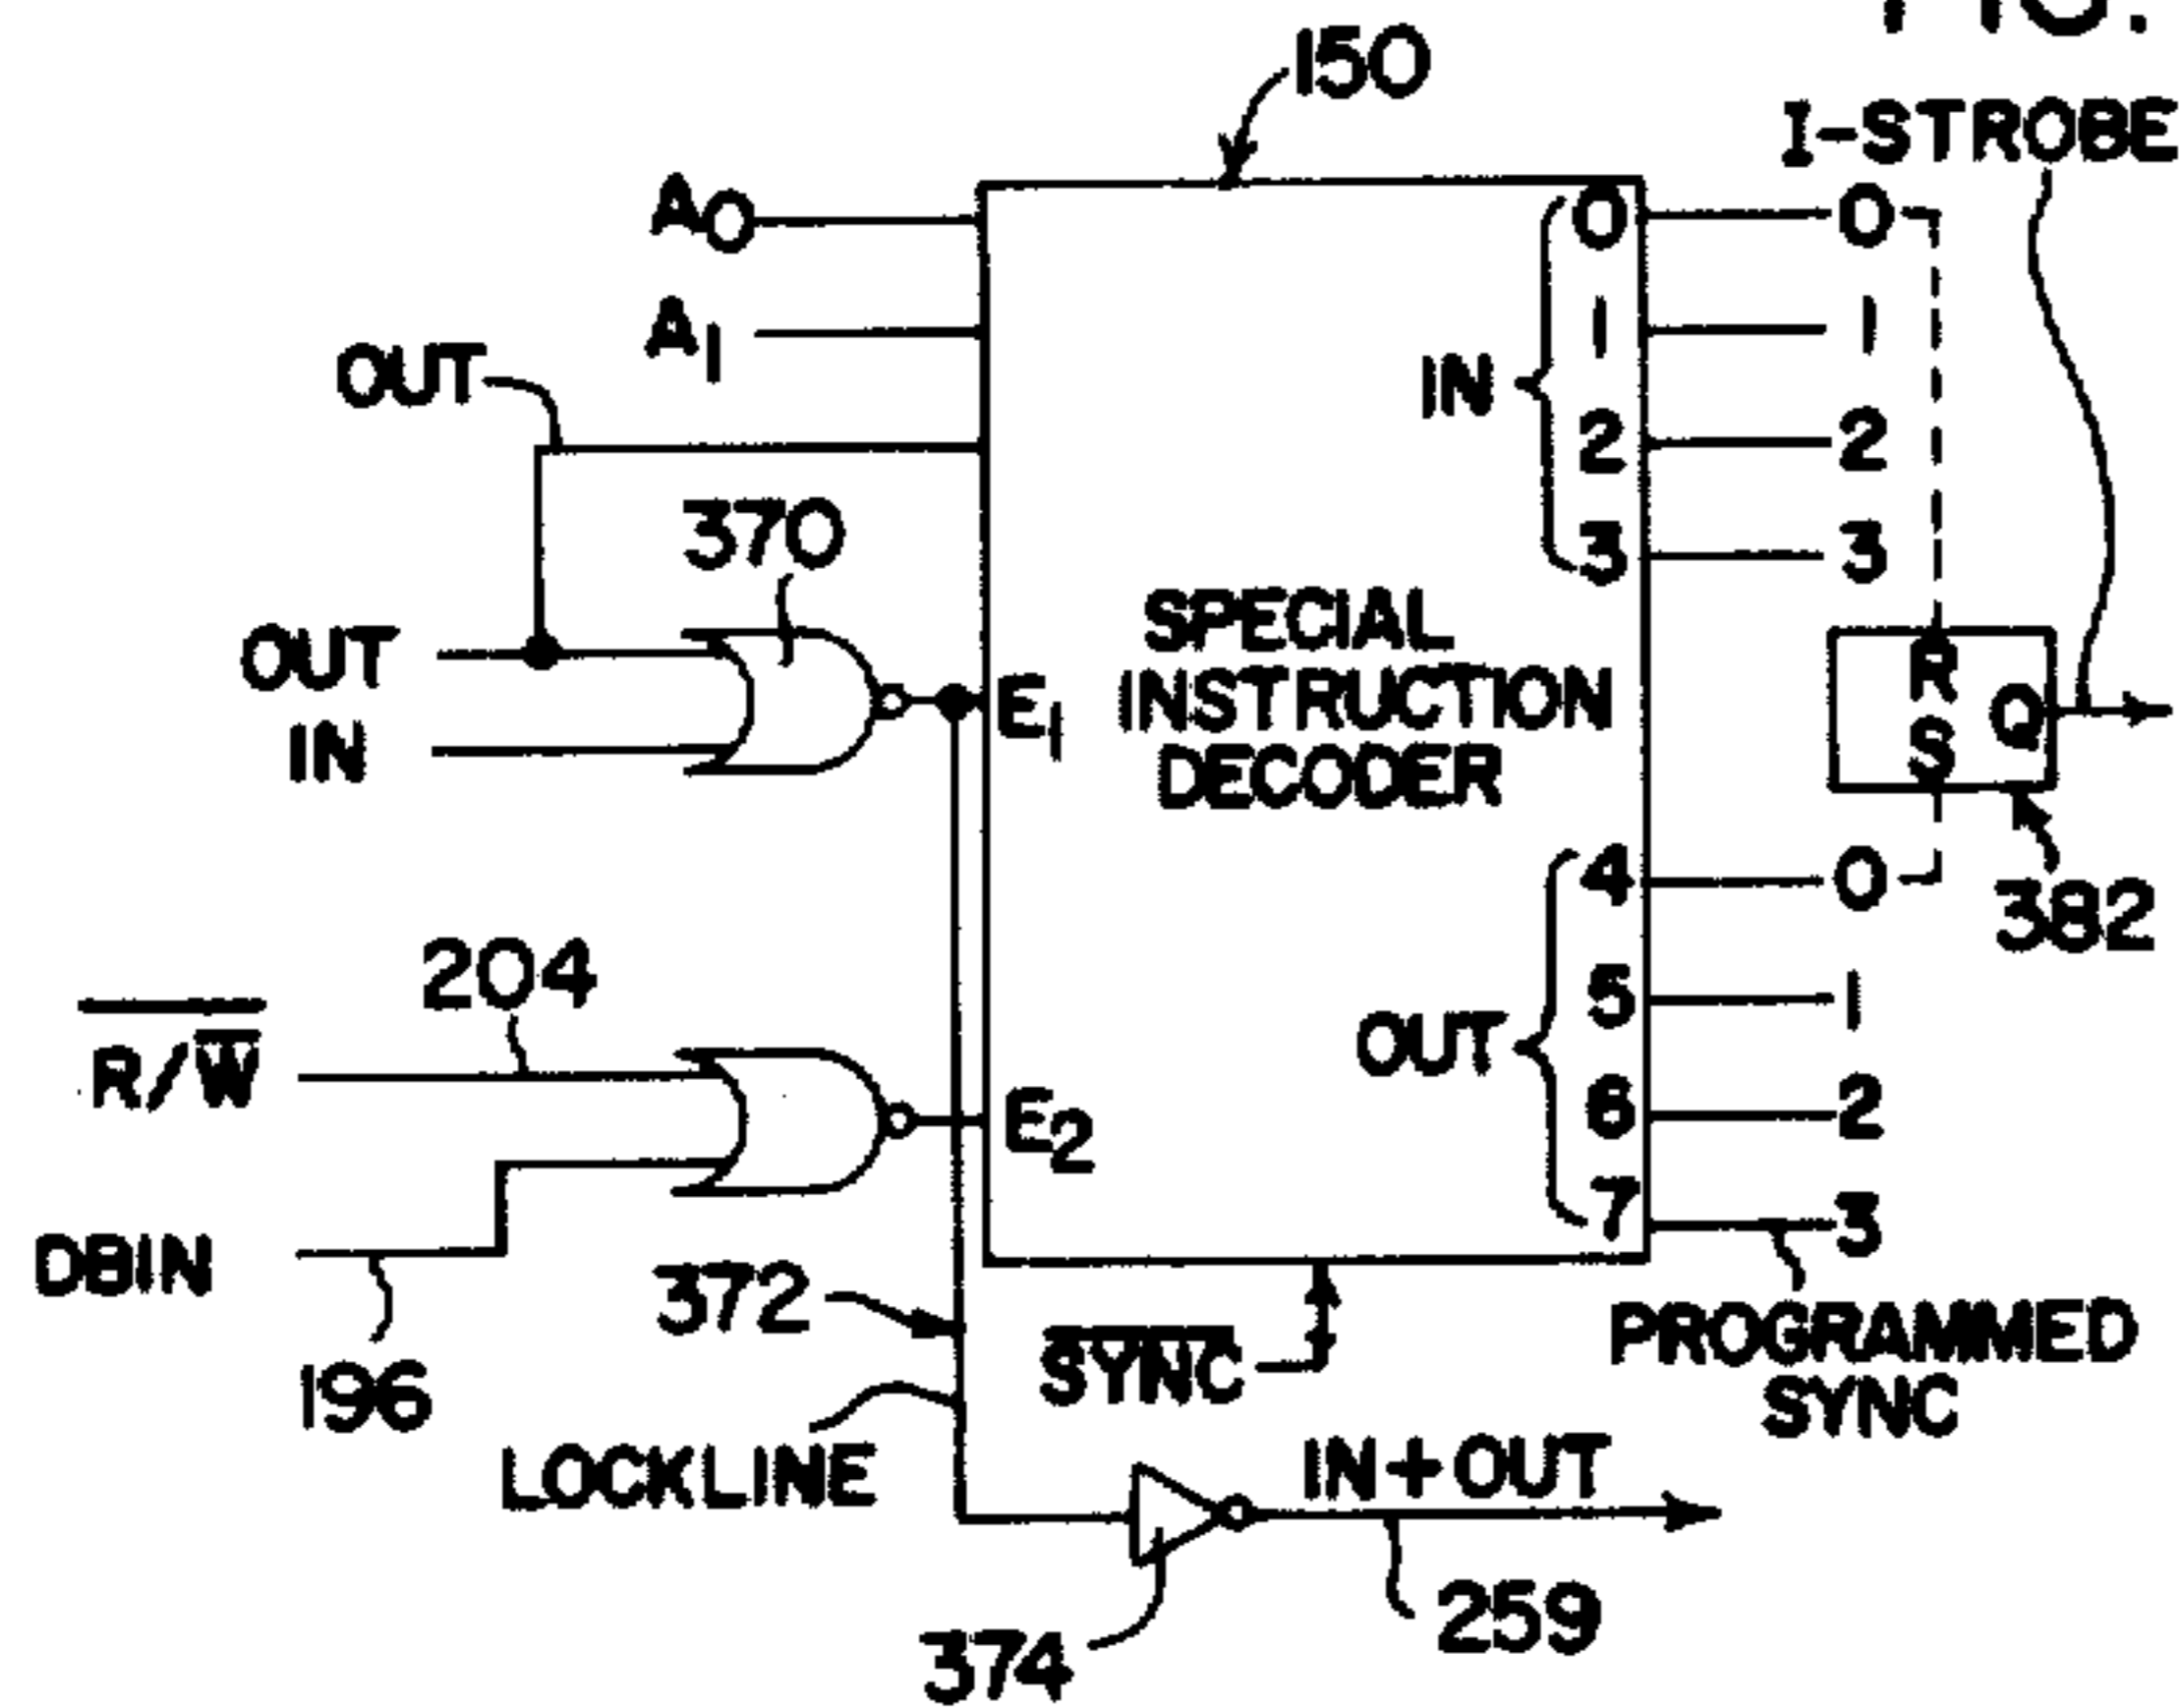 FIG.
150
I-STROBE
A0
0 0
A1
1 1
OUT
IN
2 2
370
3 3
SPECIAL
INSTRUCTION
DECODER
OUT
IN
E1
R
S
Q
382
4 0
204
5 1
OUT
R/W
E2
6 2
7 3
DBIN
372
SYNC
PROGRAMMED
SYNC
196
LOCKLINE
IN+OUT
259
374